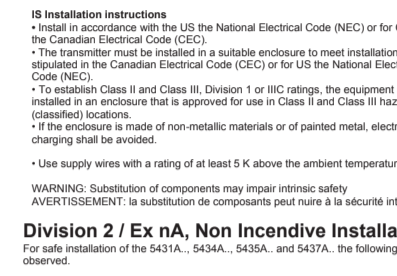 IS Installation instructions
• Install in accordance with the US the National Electrical Code (NEC) or for
the Canadian Electrical Code (CEC).
• The transmitter must be installed in a suitable enclosure to meet installation
stipulated in the Canadian Electrical Code (CEC) or for US the National Elec
Code (NEC).
• To establish Class II and Class III, Division 1 or IIIC ratings, the equipment
installed in an enclosure that is approved for use in Class II and Class III haz
(classified) locations.
• If the enclosure is made of non-metallic materials or of painted metal, electr
charging shall be avoided.
• Use supply wires with a rating of at least 5 K above the ambient temperatur
WARNING: Substitution of components may impair intrinsic safety
AVERTISSEMENT: la substitution de composants peut nuire à la sécurité in
Division 2 / Ex nA, Non Incendive Installa
For safe installation of the 5431A.., 5434A.., 5435A.. and 5437A.. the following
observed.